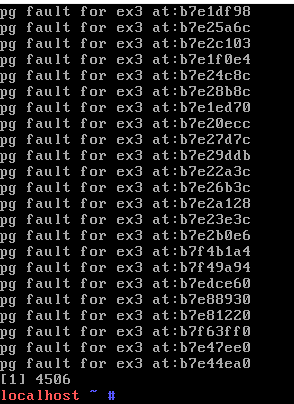 pg fault for ex3 at:b7e1df98
pg fault for ex3 at:b7e25a6c
pg fault for ex3 at:b7e2c103
pg fault for ex3 at:b7e1f0e4
pg fault for ex3 at:b7e24c8c
pg fault for ex3 at:b7e28b8c
pg fault for ex3 at:b7e1ed70
pg fault for ex3 at:b7e20ecc
pg fault for ex3 at:b7e27d7c
pg fault for ex3 at:b7e29ddb
pg fault for ex3 at:b7e22a3c
pg fault for ex3 at:b7e26b3c
pg fault for ex3 at:b7e2a128
pg fault for ex3 at:b7e23e3c
pg fault for ex3 at:b7e2b0e6
pg fault for ex3 at:b7f4b1a4
pg fault for ex3 at:b7f49a94
pg fault for ex3 at:b7edce60
pg fault for ex3 at:b7e88930
pg fault for ex3 at:b7e81220
pg fault for ex3 at:b7f63ff0
pg fault for ex3 at:b7e47ee0
pg fault for ex3 at:b7e44ea0
[1] 4506
localhost ~ #